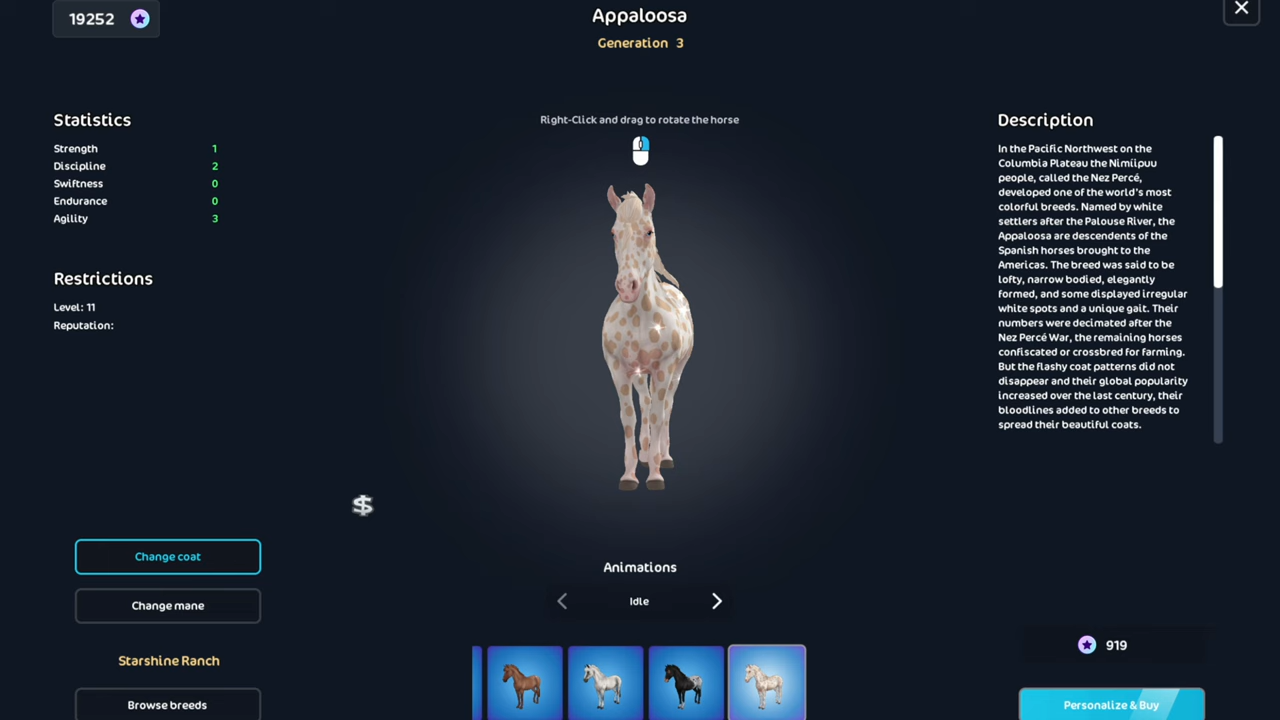 19252
Appaloosa
Generation 3
Statistics
Strength 1
Discipline 2
Swiftness 0
Endurance 0
Agility 3
Restrictions
Level: 11
Reputation:
Right-Click and drag to rotate the horse
Description
In the Pacific Northwest on the
Columbia Plateau the Nimíipuu
people, called the Nez Percé,
developed one of the world's most
colorful breeds. Named by white
settlers after the Palouse River, the
Appaloosa are descendents of the
Spanish horses brought to the
Americas. The breed was said to be
lofty, narrow bodied, elegantly
formed, and some displayed irregular
white spots and a unique gait. Their
numbers were decimated after the
Nez Percé War, the remaining horses
confiscated or crossbred for farming.
But the flashy coat patterns did not
disappear and their global popularity
increased over the last century, their
bloodlines added to other breeds to
spread their beautiful coats.
$
Change coat
Change mane
Starshine Ranch
Browse breeds
Animations
Idle
919
Personalize & Buy